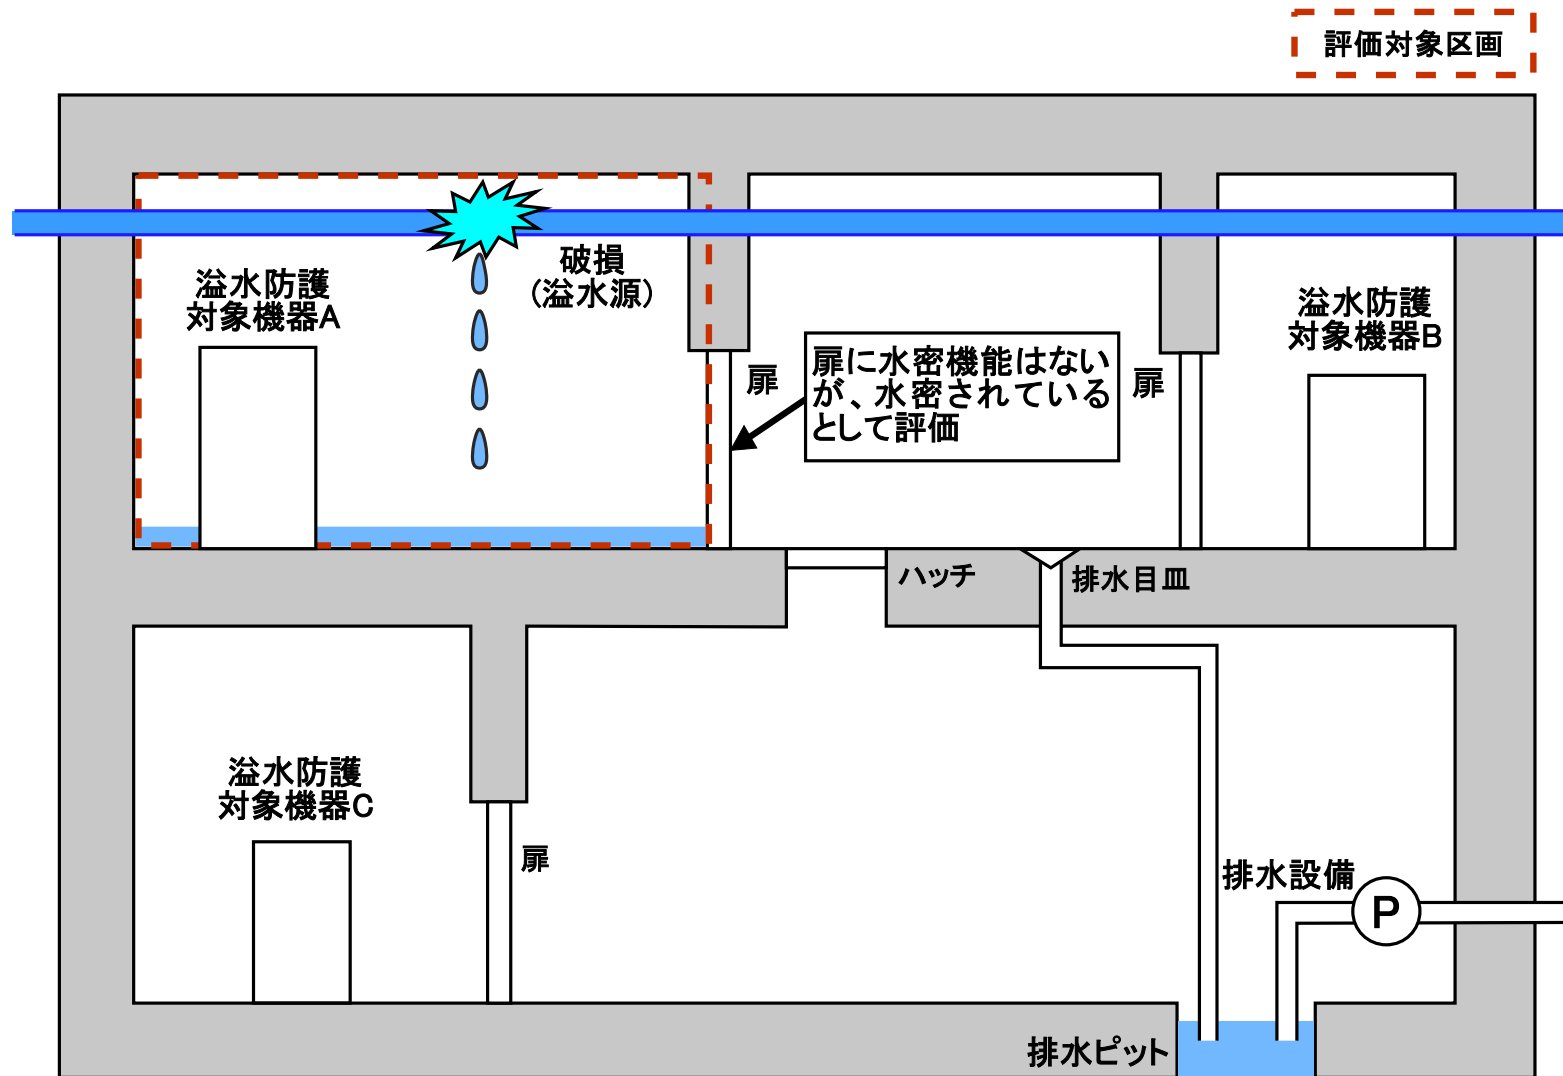 評価対象区画
破損
(溢水源)
溢水防護
対象機器A
溢水防護
対象機器B
扉
扉に水密機能はない
が、水密されている
として評価
扉
ハッチ
排水目皿
溢水防護
対象機器C
扉
排水設備
P
排水ピット